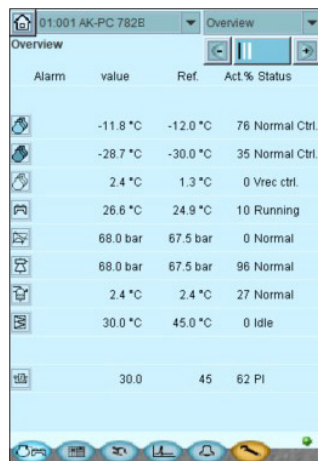 01:001 AK-PC 782B Overview
Overview
Alarm value Ref. Act.% Status
-11.8 °C -12.0 °C 76 Normal Ctrl.
-28.7 °C -30.0 °C 35 Normal Ctrl.
2.4 °C 1.3 °C 0 Vrec ctrl.
26.6 °C 24.9 °C 10 Running
68.0 bar 67.5 bar 0 Normal
68.0 bar 67.5 bar 96 Normal
2.4 °C 2.4 °C 27 Normal
30.0 °C 45.0 °C 0 Idle
30.0 45 62 PI